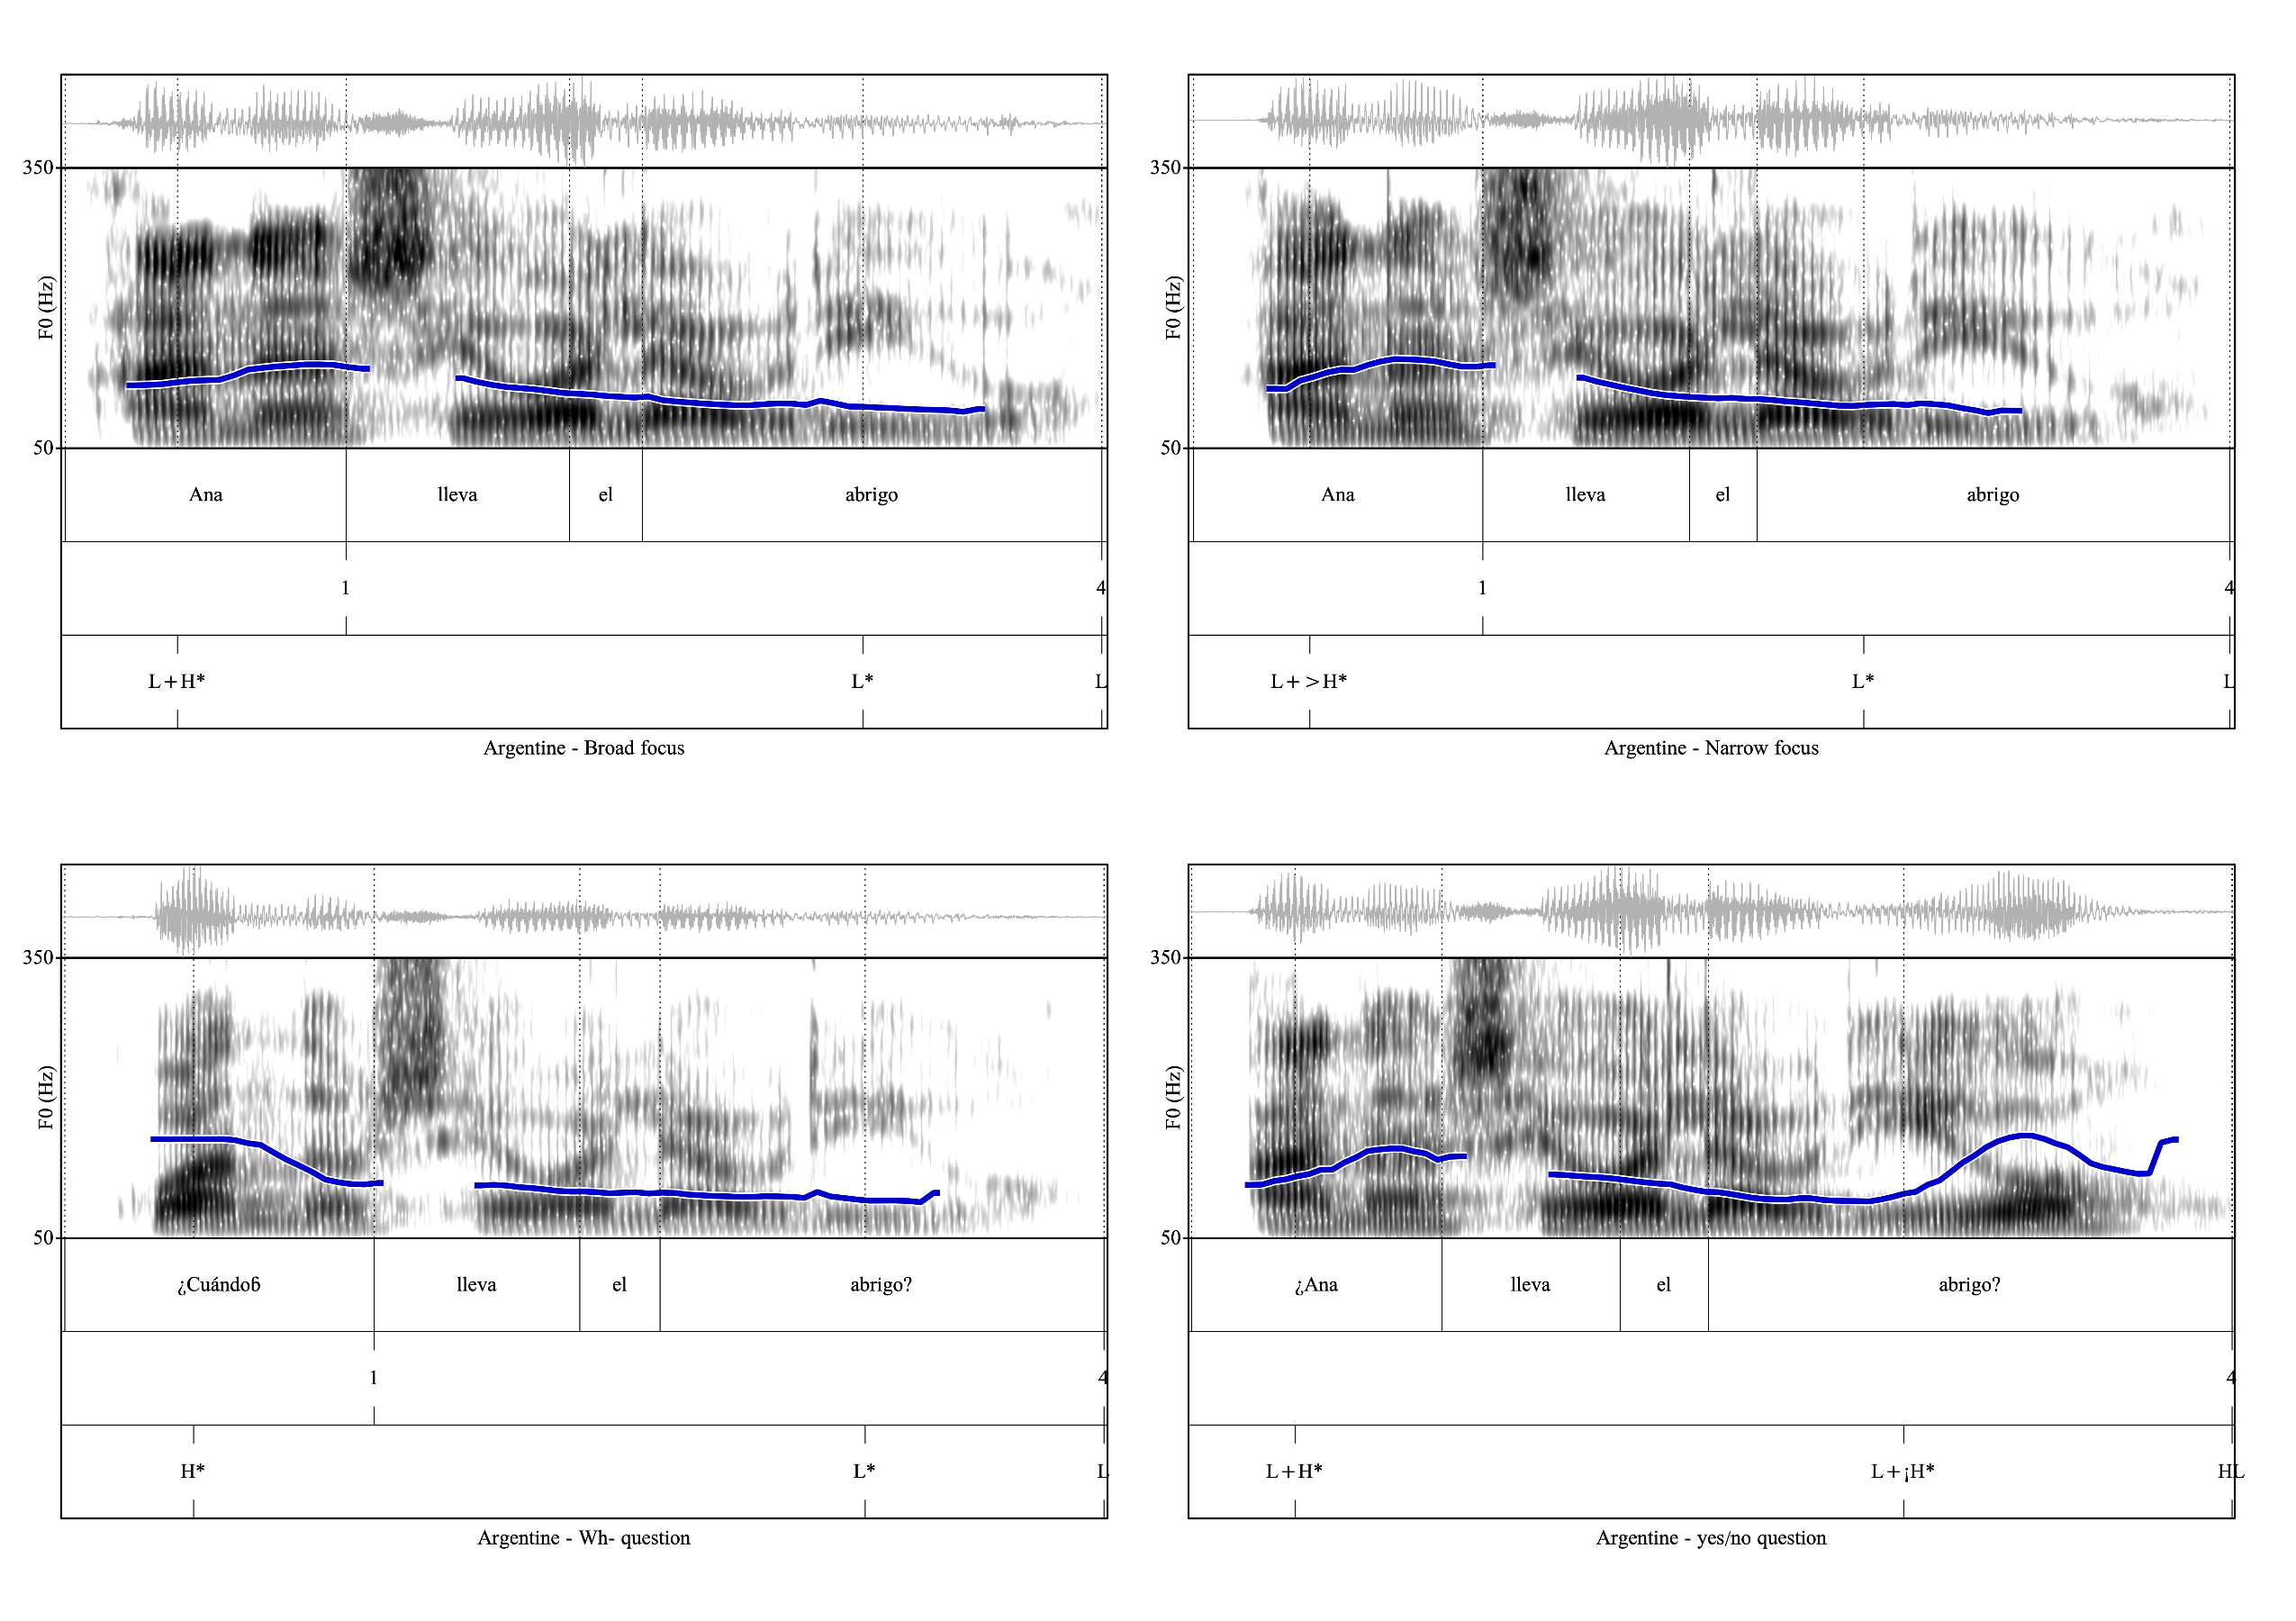 350
F0 (Hz)
50
Ana lleva el abrigo
1 4
L+H* L* L
Argentine - Broad focus
350
F0 (Hz)
50
Ana lleva el abrigo
1 4
L+>H* L* L
Argentine - Narrow focus
350
F0 (Hz)
50
¿Cuándoɓ lleva el abrigo?
1 4
H* L* L
Argentine - Wh- question
350
F0 (Hz)
50
¿Ana lleva el abrigo?
4
L+H* L+¡H* HL
Argentine - yes/no question